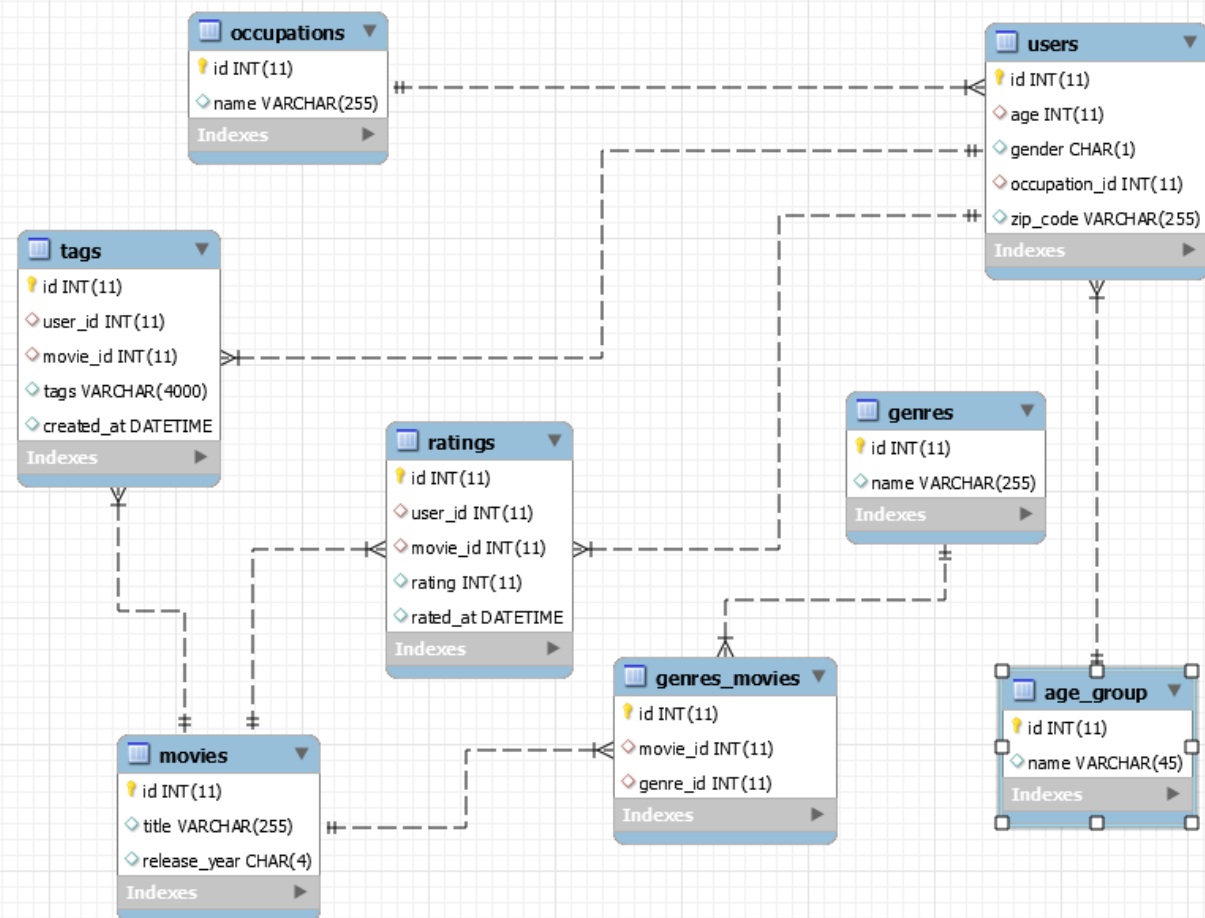 occupations
id INT(11)
name VARCHAR(255)
Indexes
users
id INT(11)
age INT(11)
gender CHAR(1)
occupation_id INT(11)
zip_code VARCHAR(255)
Indexes
tags
id INT(11)
user_id INT(11)
movie_id INT(11)
tags VARCHAR(4000)
created_at DATETIME
Indexes
ratings
id INT(11)
user_id INT(11)
movie_id INT(11)
rating INT(11)
rated_at DATETIME
Indexes
genres
id INT(11)
name VARCHAR(255)
Indexes
genres_movies
id INT(11)
movie_id INT(11)
genre_id INT(11)
Indexes
age_group
id INT(11)
name VARCHAR(45)
Indexes
movies
id INT(11)
title VARCHAR(255)
release_year CHAR(4)
Indexes